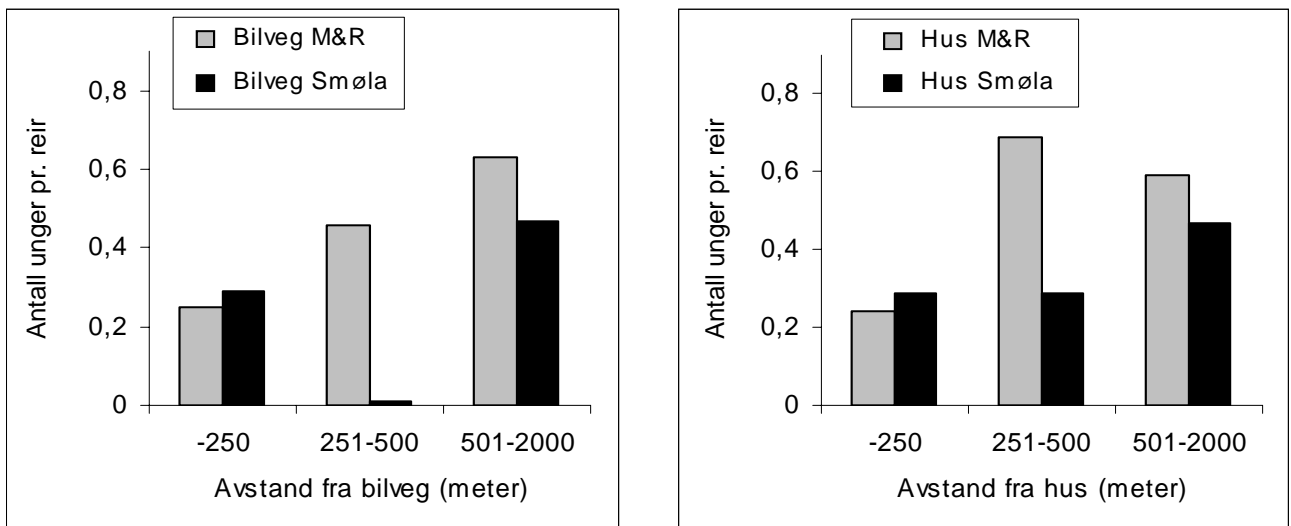 Bilveg M&R
Bilveg Smøla
Antall unger pr. reir
0,8
0,6
0,4
0,2
0
-250 251-500 501-2000
Avstand fra bilveg (meter)
Hus M&R
Hus Smøla
Antall unger pr. reir
0,8
0,6
0,4
0,2
0
-250 251-500 501-2000
Avstand fra hus (meter)